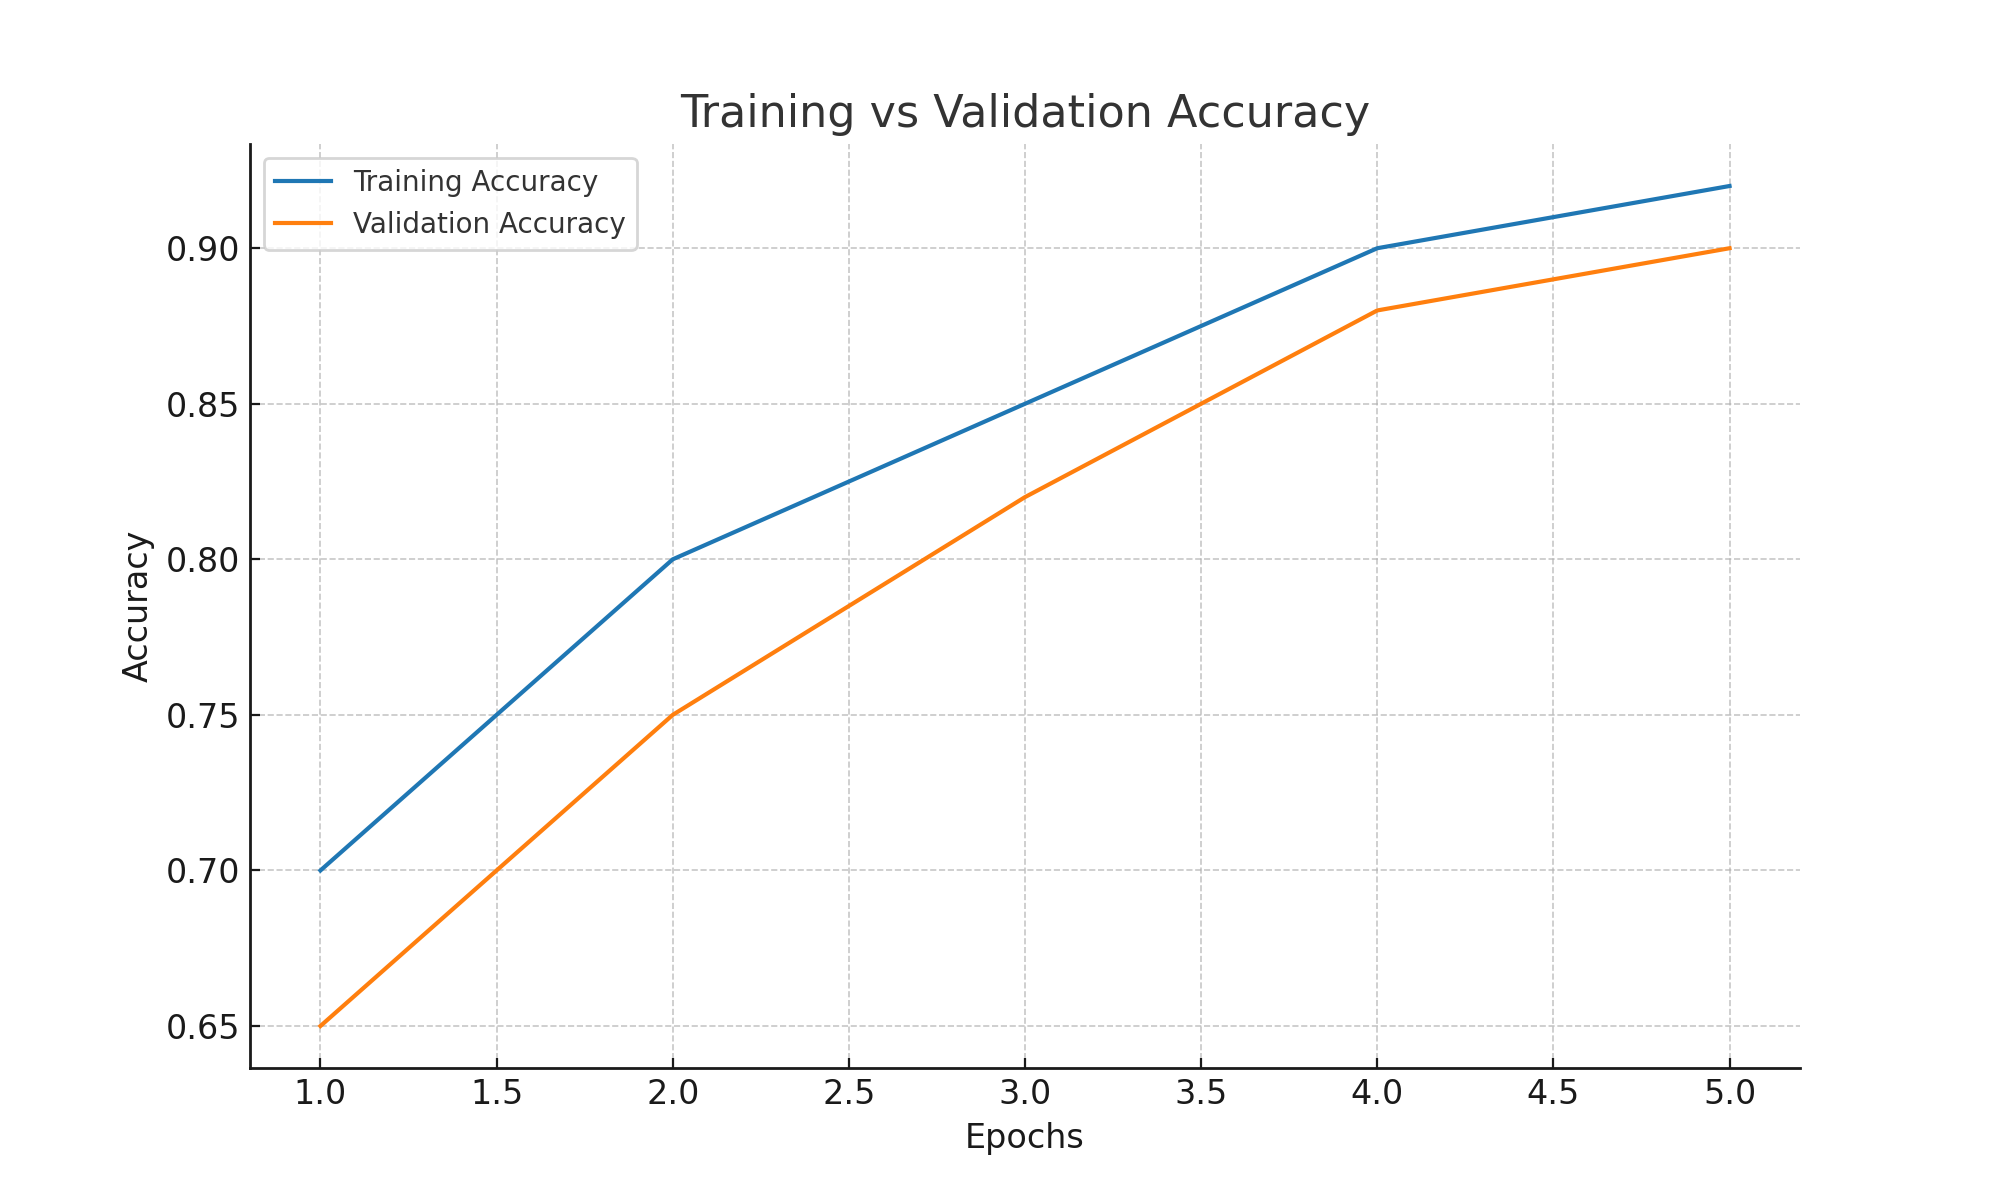 Training vs Validation Accuracy
Training Accuracy
Validation Accuracy
0.90
0.85
0.80
0.75
0.70
0.65
Accuracy
1.0 1.5 2.0 2.5 3.0 3.5 4.0 4.5 5.0
Epochs